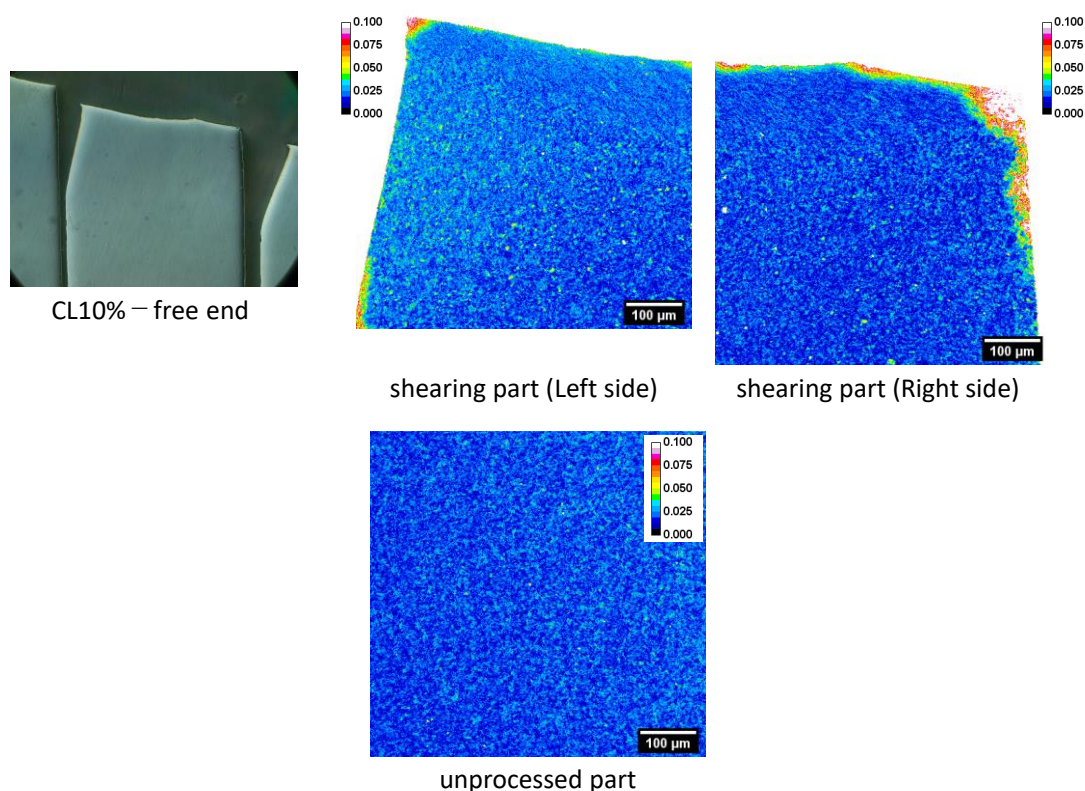 0.100
0.075
0.050
0.025
0.000
100 µm
0.100
0.075
0.050
0.025
0.000
100 µm
CL10%－free end
shearing part (Left side)
shearing part (Right side)
0.100
0.075
0.050
0.025
0.000
100 µm
unprocessed part